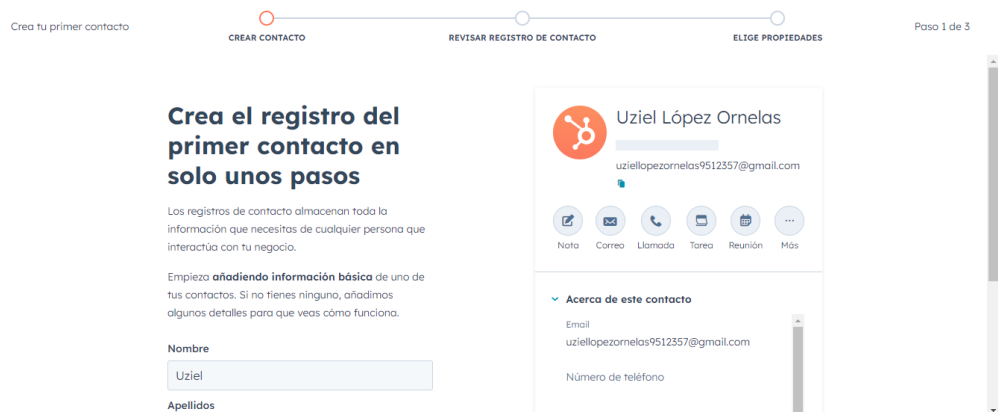 Crea tu primer contacto
CREAR CONTACTO
REVISAR REGISTRO DE CONTACTO
ELIGE PROPIEDADES
Paso 1 de 3
Crea el registro del
primer contacto en
solo unos pasos
Los registros de contacto almacenan toda la
información que necesitas de cualquier persona que
interactúa con tu negocio.
Empieza añadiendo información básica de uno de
tus contactos. Si no tienes ninguno, añadimos
algunos detalles para que veas cómo funciona.
Nombre
Uziel
Apellidos
Uziel López Ornelas
uziellopezornelas9512357@gmail.com
Nota
Correo
Llamada
Tarea
Reunión
Más
Acerca de este contacto
Email
uziellopezornelas9512357@gmail.com
Número de teléfono